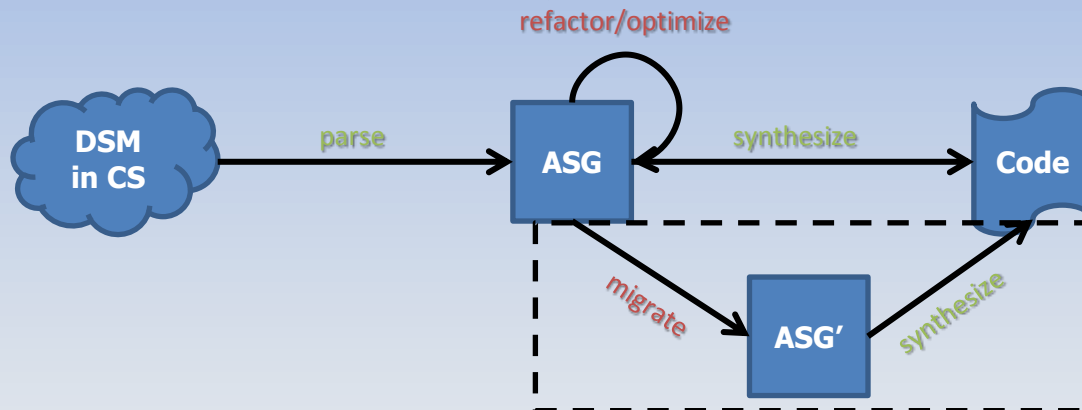 refactor/optimize
DSM
in CS
parse
ASG
synthesize
Code
migrate
ASG’
synthesize